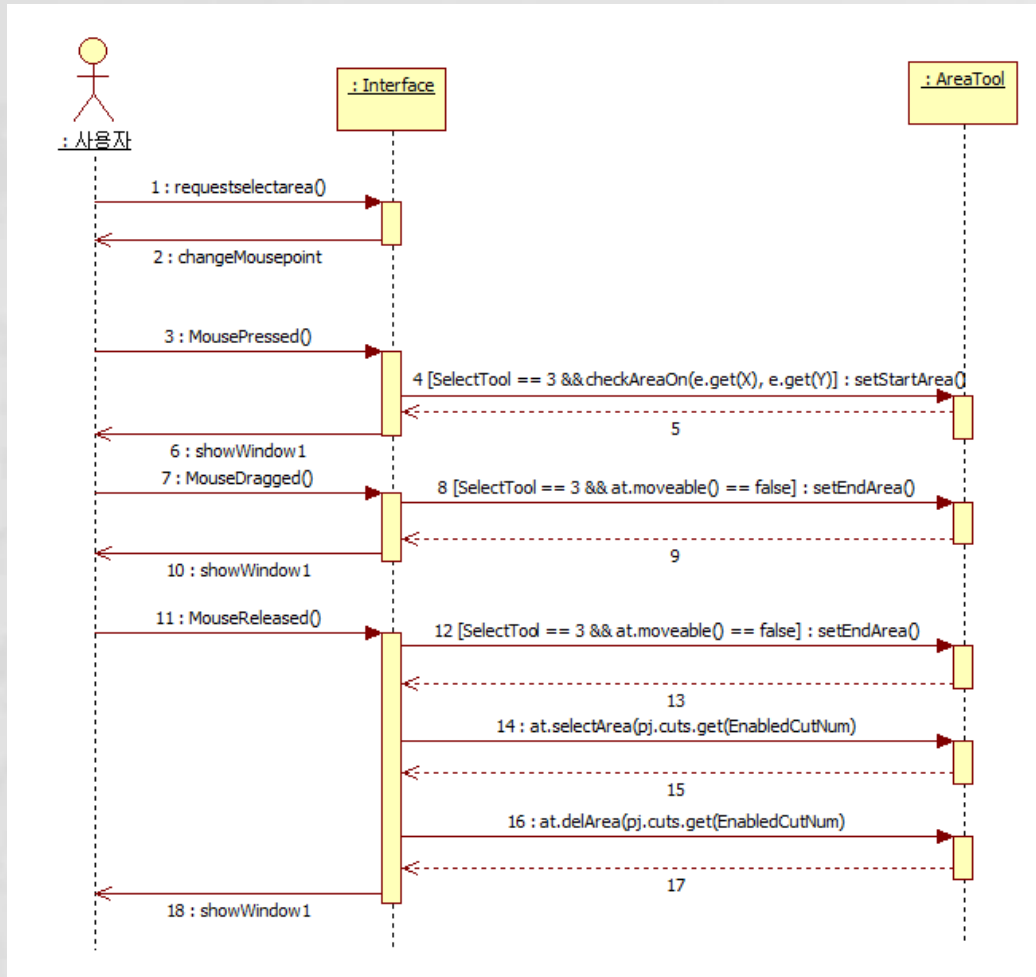 : 사용자
: Interface
: AreaTool
1 : requestselectarea()
2 : changeMousepoint
3 : MousePressed()
4 [SelectTool == 3 && checkAreaOn(e.get(X), e.get(Y)] : setStartArea()
5
6 : showWindow1
7 : MouseDragged()
8 [SelectTool == 3 && at.moveable() == false] : setEndArea()
9
10 : showWindow1
11 : MouseReleased()
12 [SelectTool == 3 && at.moveable() == false] : setEndArea()
13
14 : at.selectArea(pj.cuts.get(EnabledCutNum)
15
16 : at.delArea(pj.cuts.get(EnabledCutNum)
17
18 : showWindow1